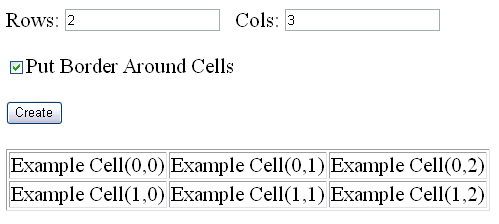 Rows: 2 Cols: 3
Put Border Around Cells
Create
Example Cell(0,0) Example Cell(0,1) Example Cell(0,2)
Example Cell(1,0) Example Cell(1,1) Example Cell(1,2)